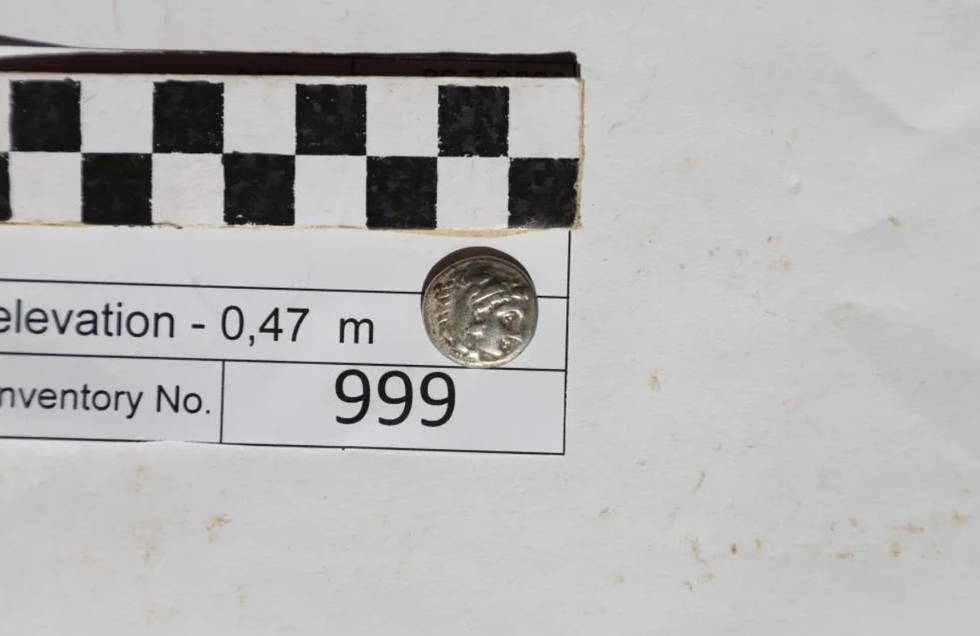 elevation - 0,47 m
nventory No. 999